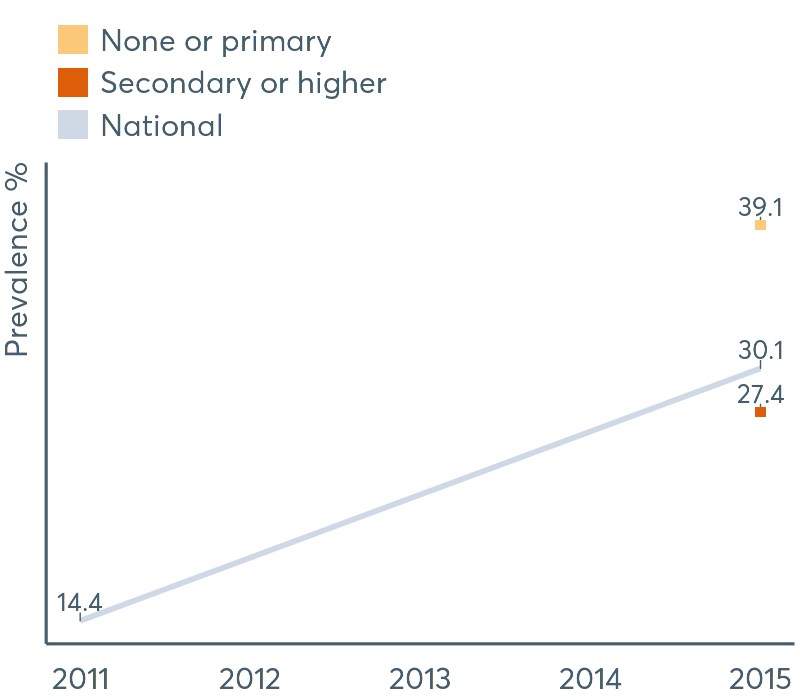 None or primary
Secondary or higher
National
Prevalence %
39.1
30.1
27.4
14.4
2011 2012 2013 2014 2015